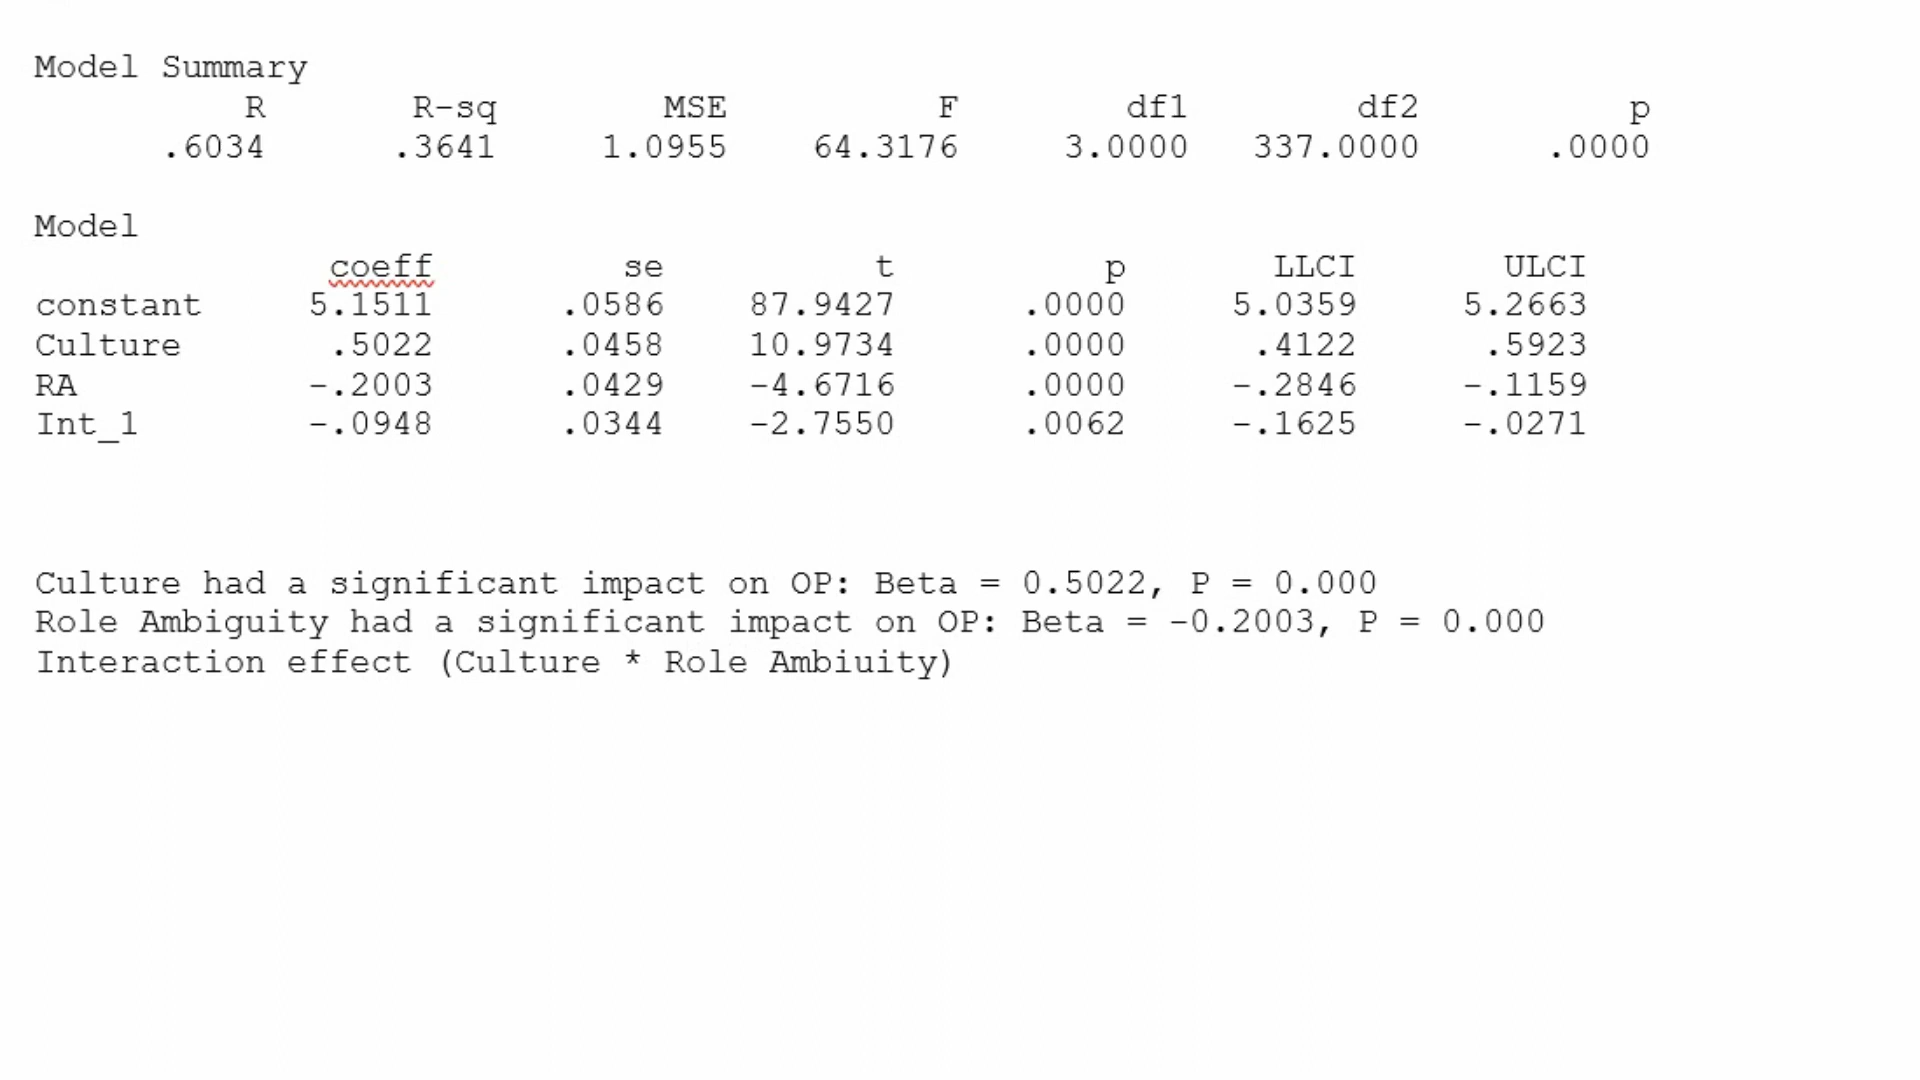 Model Summary
R R-sq MSE F df1 df2 p
.6034 .3641 1.0955 64.3176 3.0000 337.0000 .0000
Model
coeff se t p LLCI ULCI
constant 5.1511 .0586 87.9427 .0000 5.0359 5.2663
Culture .5022 .0458 10.9734 .0000 .4122 .5923
RA -.2003 .0429 -4.6716 .0000 -.2846 -.1159
Int_1 -.0948 .0344 -2.7550 .0062 -.1625 -.0271
Culture had a significant impact on OP: Beta = 0.5022, P = 0.000
Role Ambiguity had a significant impact on OP: Beta = -0.2003, P = 0.000
Interaction effect (Culture * Role Ambiuity)